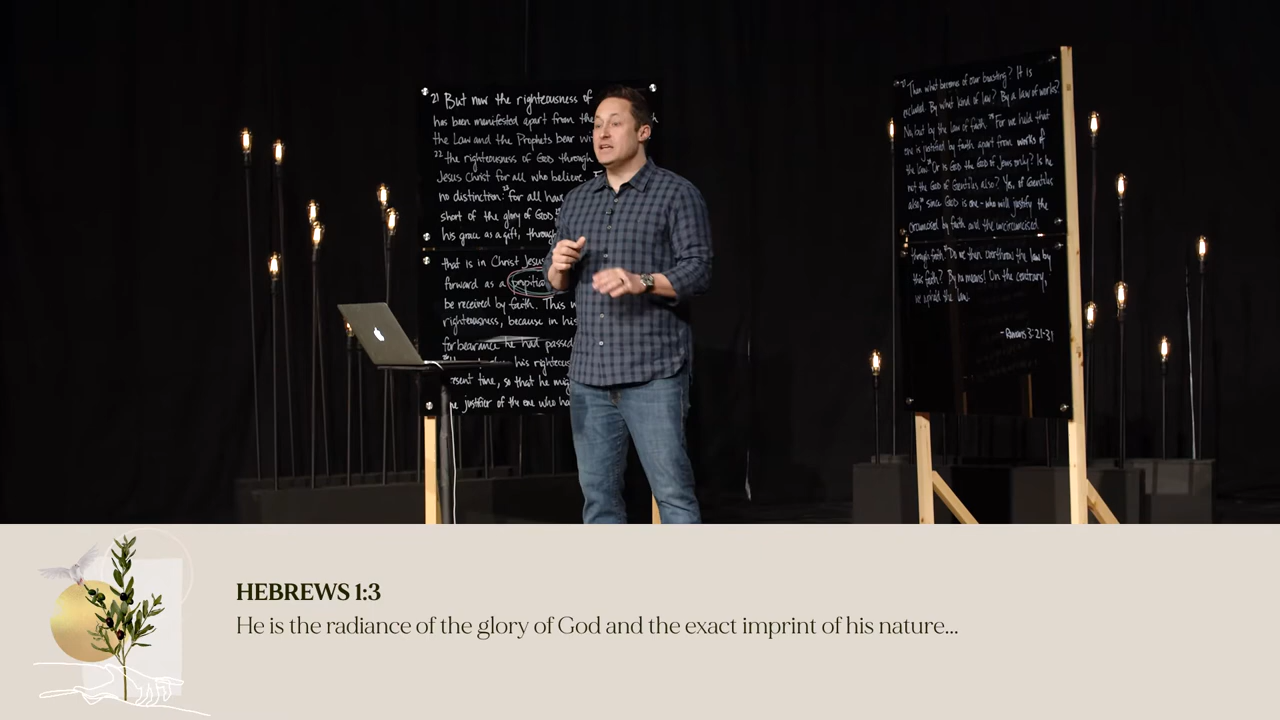 21 But now the righteousness of
has been manifested apart from the
the Law and the Prophets bear wi
22 the righteousness of God through
Jesus Christ for all who believe.
no distinction: 23 for all hav
short of the glory of God,
his grace as a gift, through
that is in Christ Jesus
forward as a propitia
be received by faith. This w
righteousness, because in his
forbearance he had passed
his righteous
esent time, so that he mig
justifier of the one who ha
27 Then what becomes of our boasting? It is
excluded. By what kind of law? By a law of works?
No, but by the law of faith. 28 For we hold that
one is justified by faith apart from works of
the law. 29 Or is God the God of Jews only? Is he
not the God of Gentiles also? Yes, of Gentiles
also, 30 since God is one - who will justify the
circumcised by faith and the uncircumcised
through faith. 31 Do we then overthrow the law by
this faith? By no means! On the contrary,
we uphold the law.
- Romans 3:21-31
HEBREWS 1:3
He is the radiance of the glory of God and the exact imprint of his nature...